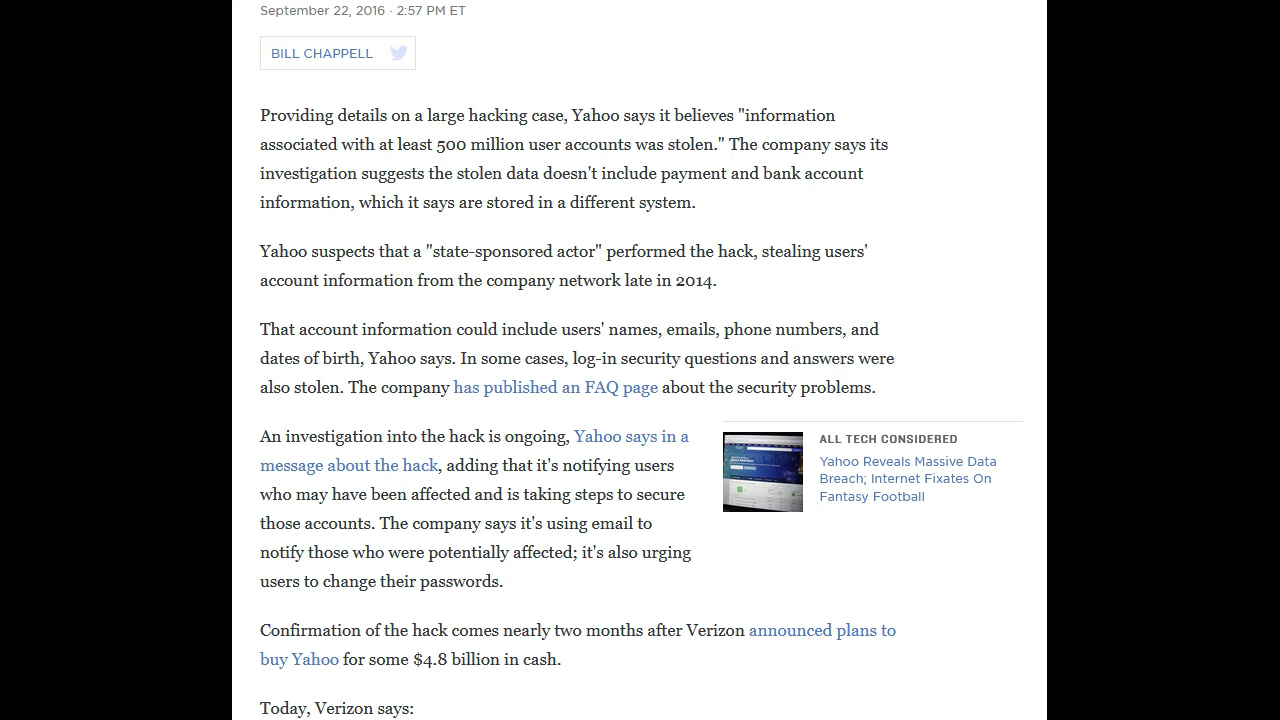 September 22, 2016 · 2:57 PM ET
BILL CHAPPELL
Providing details on a large hacking case, Yahoo says it believes "information
associated with at least 500 million user accounts was stolen." The company says its
investigation suggests the stolen data doesn't include payment and bank account
information, which it says are stored in a different system.
Yahoo suspects that a "state-sponsored actor" performed the hack, stealing users'
account information from the company network late in 2014.
That account information could include users' names, emails, phone numbers, and
dates of birth, Yahoo says. In some cases, log-in security questions and answers were
also stolen. The company has published an FAQ page about the security problems.
An investigation into the hack is ongoing, Yahoo says in a
message about the hack, adding that it's notifying users
who may have been affected and is taking steps to secure
those accounts. The company says it's using email to
notify those who were potentially affected; it's also urging
users to change their passwords.
ALL TECH CONSIDERED
Yahoo Reveals Massive Data
Breach; Internet Fixates On
Fantasy Football
Confirmation of the hack comes nearly two months after Verizon announced plans to
buy Yahoo for some $4.8 billion in cash.
Today, Verizon says: